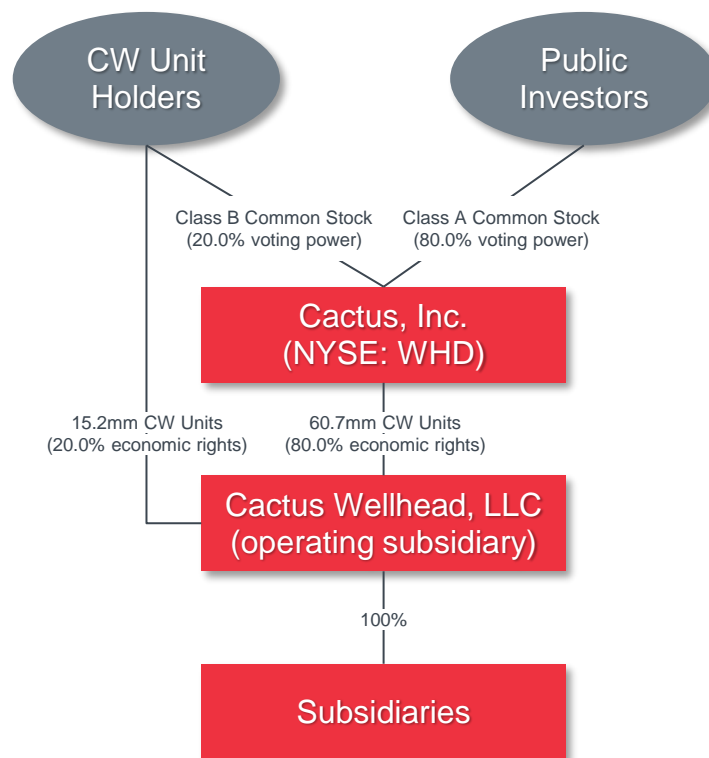 CW Unit
Holders
Public
Investors
Class B Common Stock
(20.0% voting power)
Class A Common Stock
(80.0% voting power)
Cactus, Inc.
(NYSE: WHD)
15.2mm CW Units
(20.0% economic rights)
60.7mm CW Units
(80.0% economic rights)
Cactus Wellhead, LLC
(operating subsidiary)
100%
Subsidiaries